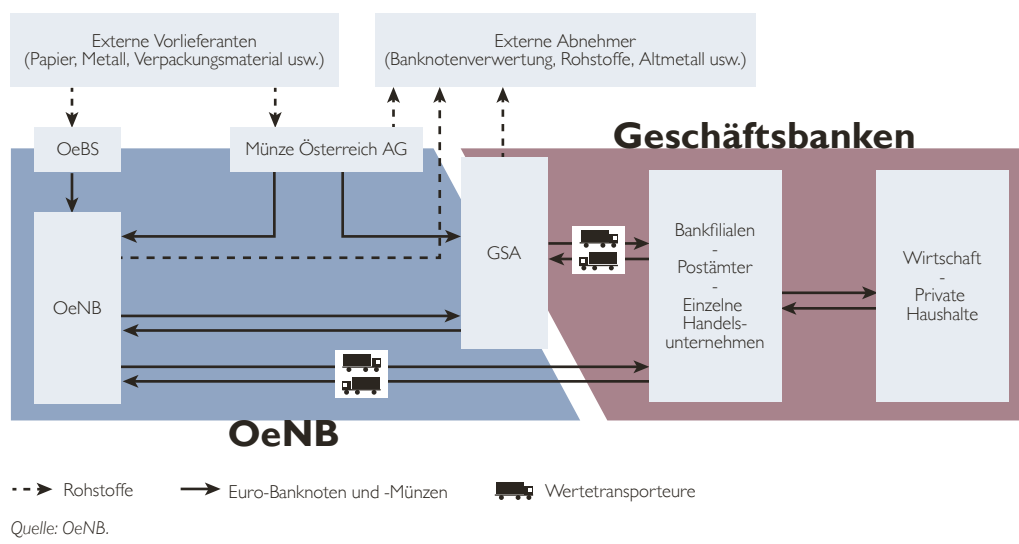 Externe Vorlieferanten
(Papier, Metall, Verpackungsmaterial usw.)
Externe Abnehmer
(Banknotenverwertung, Rohstoffe, Altmetall usw.)
Geschäftsbanken
OeBS
Münze Österreich AG
GSA
Bankfilialen
-
Postämter
-
Einzelne
Handels-
unternehmen
Wirtschaft
-
Private
Haushalte
OeNB
OeNB
Rohstoffe
Euro-Banknoten und -Münzen
Wertetransporteure
Quelle: OeNB.